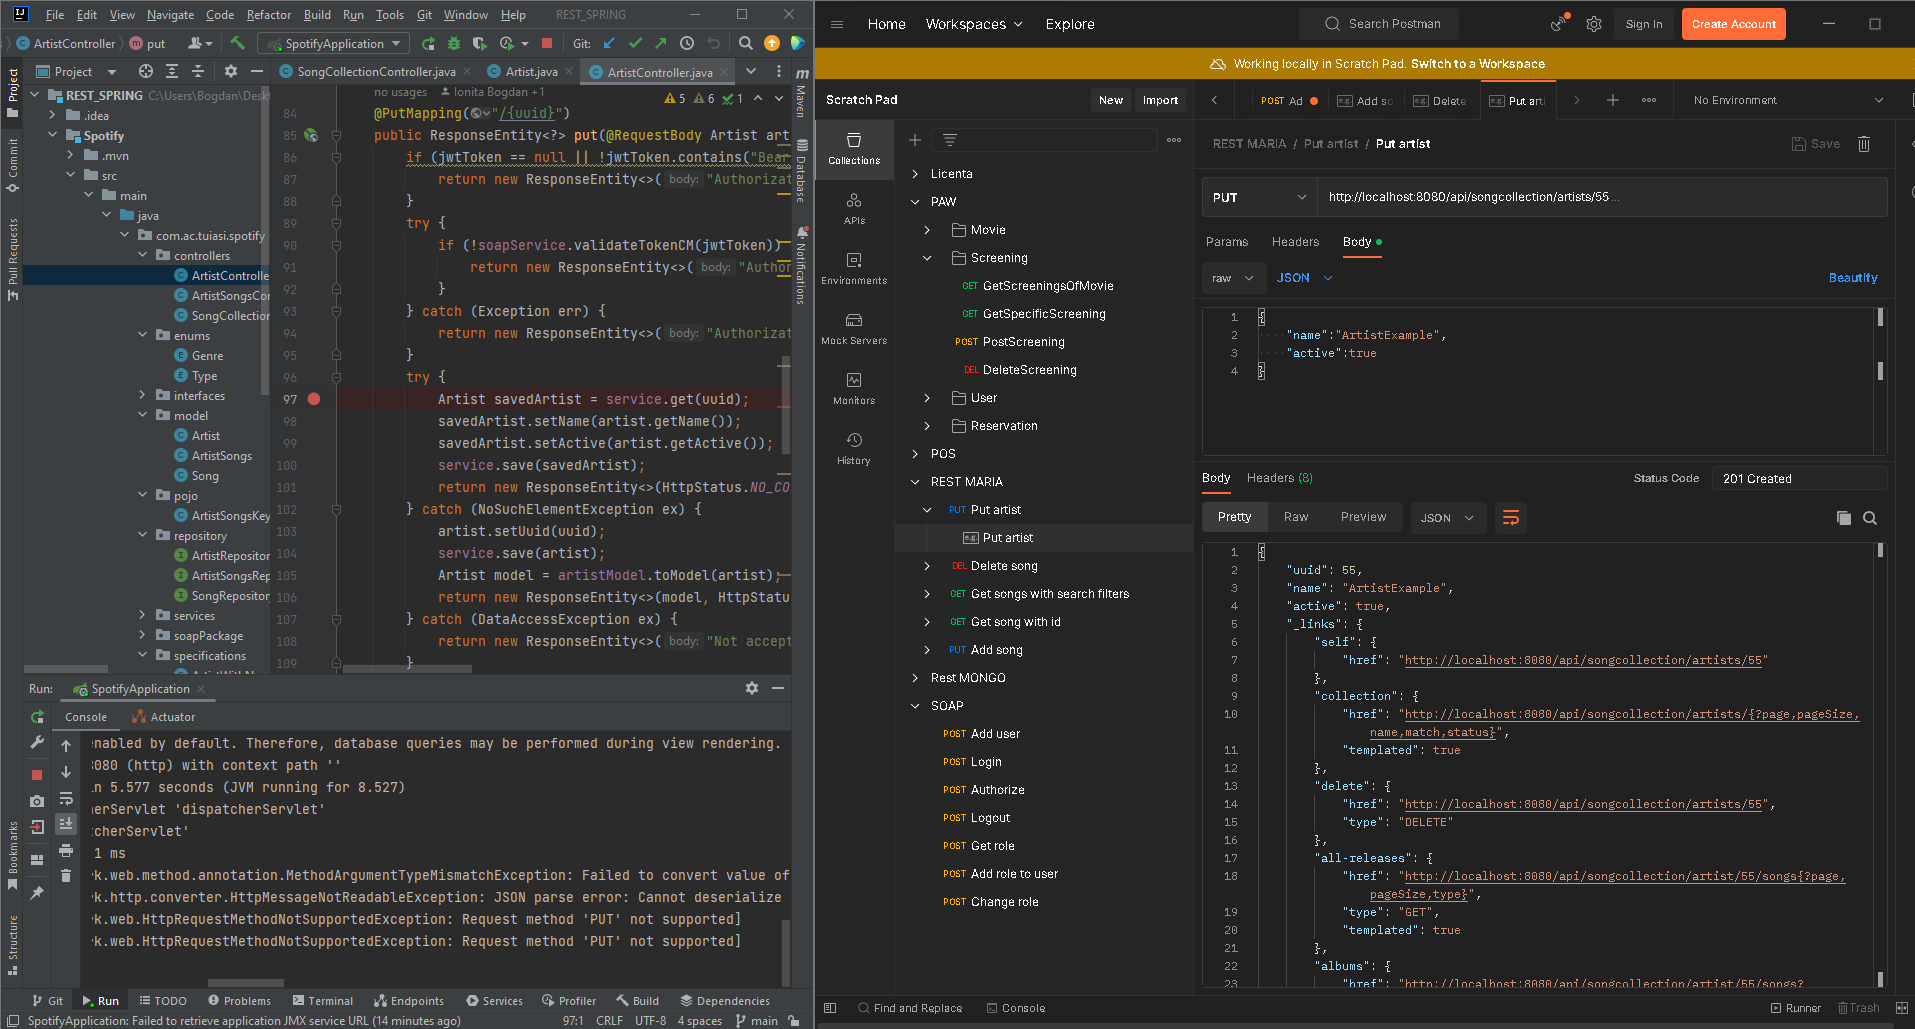 File Edit View Navigate Code Refactor Build Run Tools Git Window Help REST_SPRING
ArtistController put SpotifyApplication Git:
Project
SongCollectionController.java Artist.java ArtistController.java
REST_SPRING C:\Users\Bogdan\Desk
.idea
Spotify
.mvn
src
main
java
com.ac.tuiasi.spotify
controllers
ArtistControlle
ArtistSongsCon
SongCollection
enums
Genre
Type
interfaces
model
Artist
ArtistSongs
Song
pojo
ArtistSongsKey
repository
ArtistRepositor
ArtistSongsRep
SongRepository
services
soapPackage
specifications
Project
Commit
Pull Requests
Bookmarks
Structure
Maven
Database
Notifications
no usages Ionita Bogdan +1
5 6 1
84 @PutMapping("/{uuid}")
85 public ResponseEntity<?> put(@RequestBody Artist art
86 if (jwtToken == null || !jwtToken.contains("Bea
87 return new ResponseEntity<>( body: "Authorizat
88 }
89 try {
90 if (!soapService.validateTokenCM(jwtToken))
91 return new ResponseEntity<>( body: "Author
92 }
93 } catch (Exception err) {
94 return new ResponseEntity<>( body: "Authorizat
95 }
96 try {
97 Artist savedArtist = service.get(uuid);
98 savedArtist.setName(artist.getName());
99 savedArtist.setActive(artist.getActive());
100 service.save(savedArtist);
101 return new ResponseEntity<>(HttpStatus.NO_CO
102 } catch (NoSuchElementException ex) {
103 artist.setUuid(uuid);
104 service.save(artist);
105 Artist model = artistModel.toModel(artist);
106 return new ResponseEntity<>(model, HttpStatu
107 } catch (DataAccessException ex) {
108 return new ResponseEntity<>( body: "Not accept
109 }
Run: SpotifyApplication
Console Actuator
enabled by default. Therefore, database queries may be performed during view rendering.
8080 (http) with context path ''
in 5.577 seconds (JVM running for 8.527)
herServlet 'dispatcherServlet'
tcherServlet'
1 ms
rk.web.method.annotation.MethodArgumentTypeMismatchException: Failed to convert value of
rk.http.converter.HttpMessageNotReadableException: JSON parse error: Cannot deserialize
rk.web.HttpRequestMethodNotSupportedException: Request method 'PUT' not supported]
rk.web.HttpRequestMethodNotSupportedException: Request method 'PUT' not supported]
Git Run TODO Problems Terminal Endpoints Services Profiler Build Dependencies
SpotifyApplication: Failed to retrieve application JMX service URL (14 minutes ago) 97:1 CRLF UTF-8 4 spaces main
Home Workspaces Explore Search Postman Sign In Create Account
Working locally in Scratch Pad. Switch to a Workspace
Scratch Pad New Import
Collections
APIs
Environments
Mock Servers
Monitors
History
Licenta
PAW
Movie
Screening
GET GetScreeningsOfMovie
GET GetSpecificScreening
POST PostScreening
DEL DeleteScreening
User
Reservation
POS
REST MARIA
PUT Put artist
e.g. Put artist
DEL Delete song
GET Get songs with search filters
GET Get song with id
PUT Add song
Rest MONGO
SOAP
POST Add user
POST Login
POST Authorize
POST Logout
POST Get role
POST Add role to user
POST Change role
POST Ad e.g. Add so e.g. Delete e.g. Put arti No Environment
REST MARIA / Put artist / Put artist Save
PUT http://localhost:8080/api/songcollection/artists/55...
Params Headers Body
raw JSON Beautify
1 {
2 "name":"ArtistExample",
3 "active":true
4 }
Body Headers (8) Status Code 201 Created
Pretty Raw Preview JSON
1 {
2 "uuid": 55,
3 "name": "ArtistExample",
4 "active": true,
5 "_links": {
6 "self": {
7 "href": "http://localhost:8080/api/songcollection/artists/55"
8 },
9 "collection": {
10 "href": "http://localhost:8080/api/songcollection/artists/{?page,pageSize,
name,match,status}",
11 "templated": true
12 },
13 "delete": {
14 "href": "http://localhost:8080/api/songcollection/artists/55",
15 "type": "DELETE"
16 },
17 "all-releases": {
18 "href": "http://localhost:8080/api/songcollection/artist/55/songs{?page,
pageSize,type}",
19 "type": "GET",
20 "templated": true
21 },
22 "albums": {
23 "href": "http://localhost:8080/api/songcollection/artist/55/songs?
Find and Replace Console Runner Trash